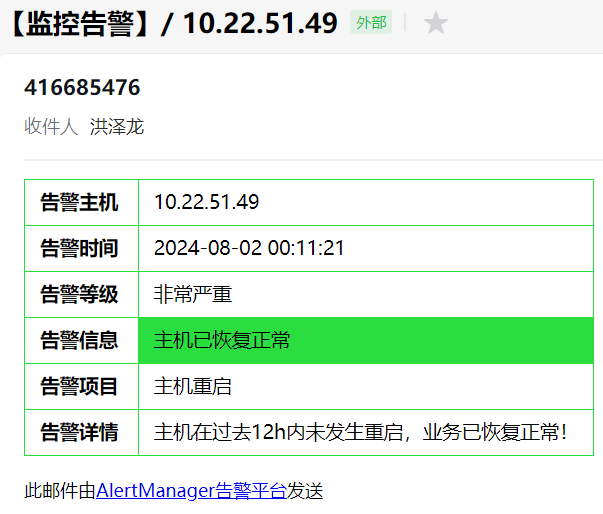 【监控告警】/ 10.22.51.49 外部
416685476
收件人 洪泽龙
告警主机 10.22.51.49
告警时间 2024-08-02 00:11:21
告警等级 非常严重
告警信息 主机已恢复正常
告警项目 主机重启
告警详情 主机在过去12h内未发生重启，业务已恢复正常！
此邮件由AlertManager告警平台发送